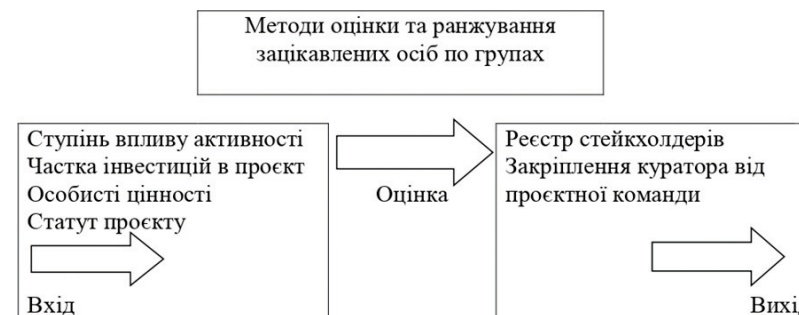 Методи оцінки та ранжування
зацікавлених осіб по групах
Ступінь впливу активності
Частка інвестицій в проєкт
Особисті цінності
Статут проєкту
Вхід
Оцінка
Реєстр стейкхолдерів
Закріплення куратора від
проєктної команди
Вихід